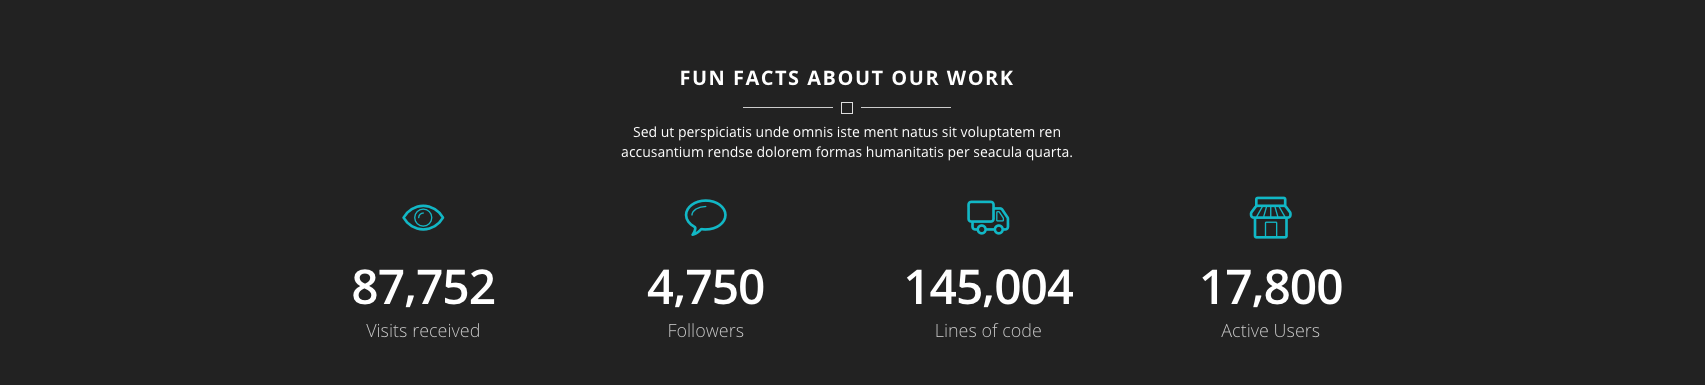 FUN FACTS ABOUT OUR WORK
Sed ut perspiciatis unde omnis iste ment natus sit voluptatem ren
accusantium rendse dolorem formas humanitatis per seacula quarta.
87,752
Visits received
4,750
Followers
145,004
Lines of code
17,800
Active Users